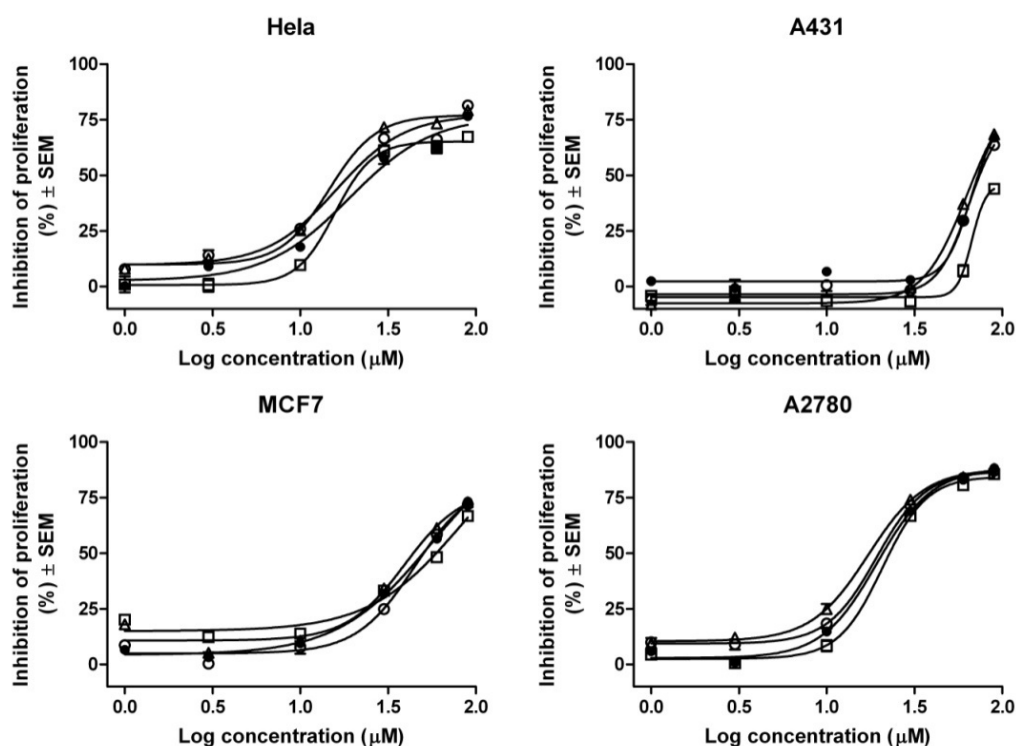 Hela
Inhibition of proliferation
(%) ± SEM
100
75
50
25
0
0.0 0.5 1.0 1.5 2.0
Log concentration (μM)
A431
Inhibition of proliferation
(%) ± SEM
100
75
50
25
0
0.0 0.5 1.0 1.5 2.0
Log concentration (μM)
MCF7
Inhibition of proliferation
(%) ± SEM
100
75
50
25
0
0.0 0.5 1.0 1.5 2.0
Log concentration (μM)
A2780
Inhibition of proliferation
(%) ± SEM
100
75
50
25
0
0.0 0.5 1.0 1.5 2.0
Log concentration (μM)